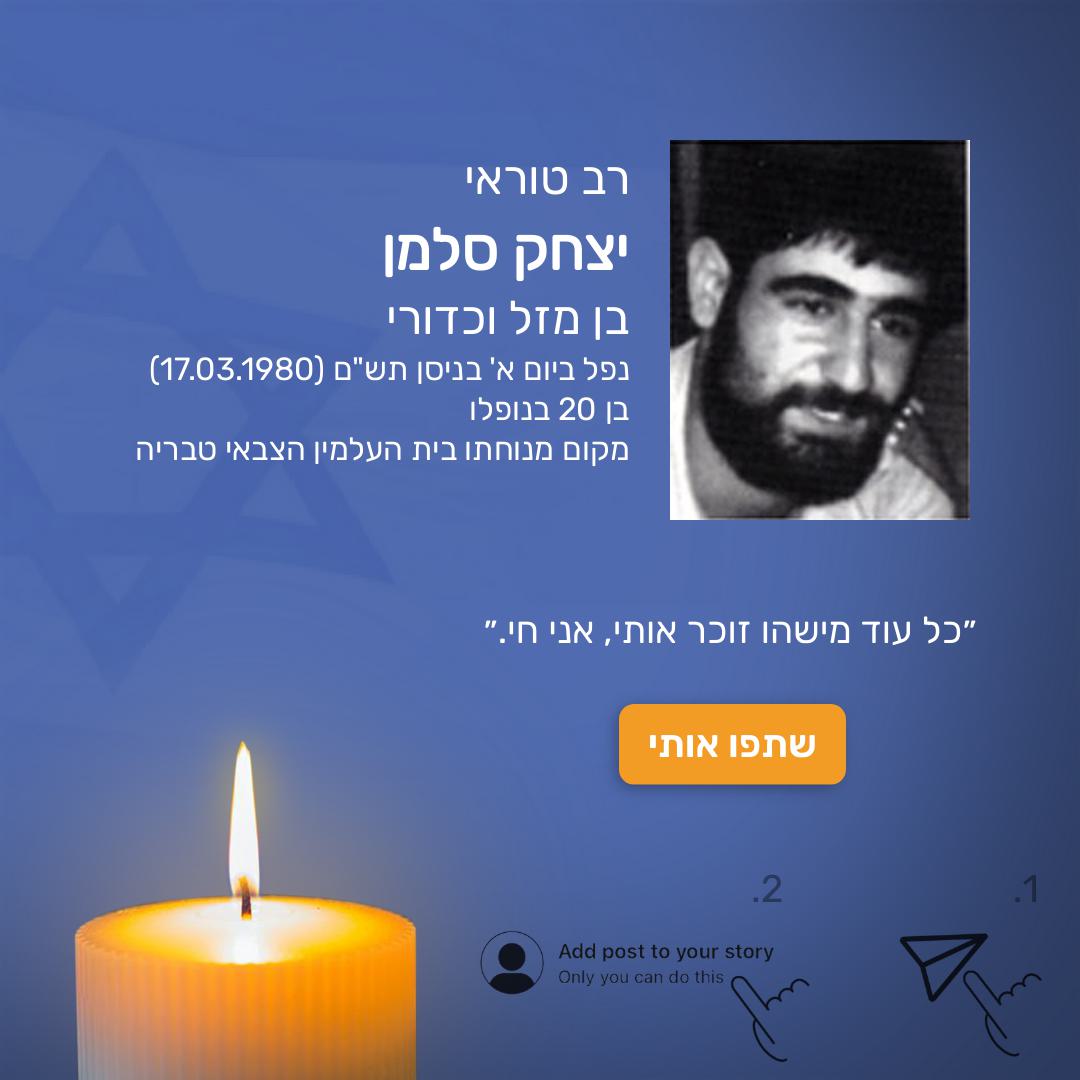 רב טוראי
יצחק סלמן
בן מזל וכדורי
נפל ביום א' בניסן תש"ם (17.03.1980)
בן 20 בנופלו
מקום מנוחתו בית העלמין הצבאי טבריה
״כל עוד מישהו זוכר אותי, אני חי.״
שתפו אותי
.1
.2
Add post to your story
Only you can do this